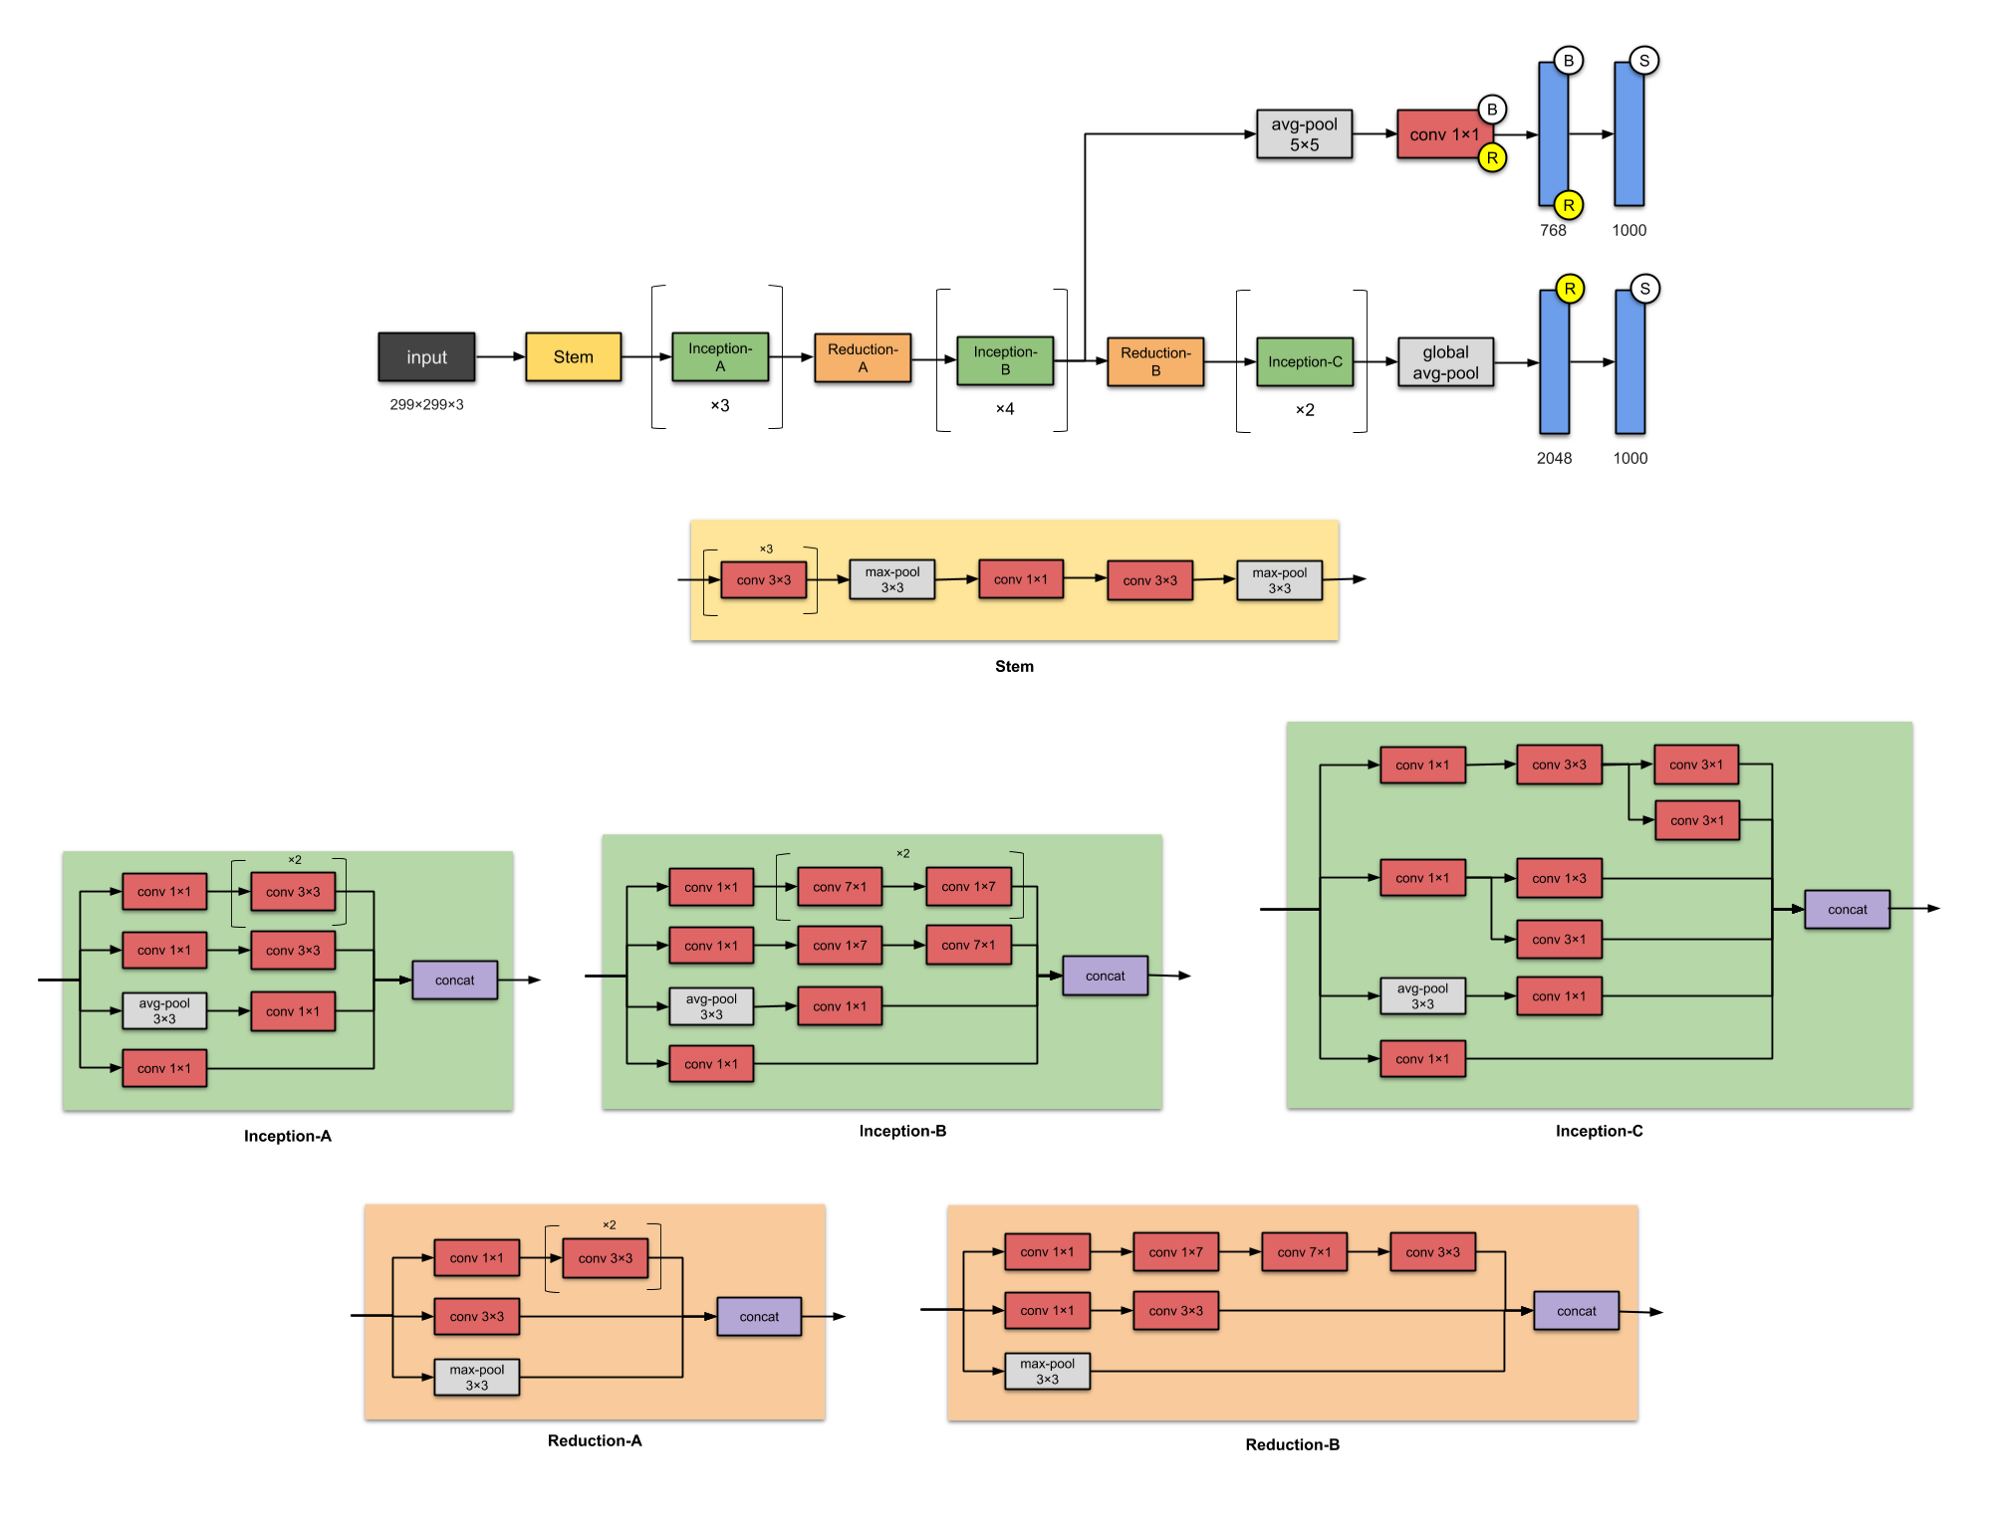 B
S
avg-pool
5×5
conv 1×1
B
R
R
768
1000
R
S
input
Stem
Inception-
A
Reduction-
A
Inception-
B
Reduction-
B
Inception-C
global
avg-pool
299×299×3
×3
×4
×2
2048
1000
×3
conv 3×3
max-pool
3×3
conv 1×1
conv 3×3
max-pool
3×3
Stem
×2
conv 1×1
conv 3×3
conv 1×1
conv 3×3
avg-pool
3×3
conv 1×1
conv 1×1
concat
Inception-A
×2
conv 1×1
conv 7×1
conv 1×7
conv 1×1
conv 1×7
conv 7×1
avg-pool
3×3
conv 1×1
conv 1×1
concat
Inception-B
conv 1×1
conv 3×3
conv 3×1
conv 3×1
conv 1×1
conv 1×3
conv 3×1
avg-pool
3×3
conv 1×1
conv 1×1
concat
Inception-C
×2
conv 1×1
conv 3×3
conv 3×3
max-pool
3×3
concat
Reduction-A
conv 1×1
conv 1×7
conv 7×1
conv 3×3
conv 1×1
conv 3×3
max-pool
3×3
concat
Reduction-B